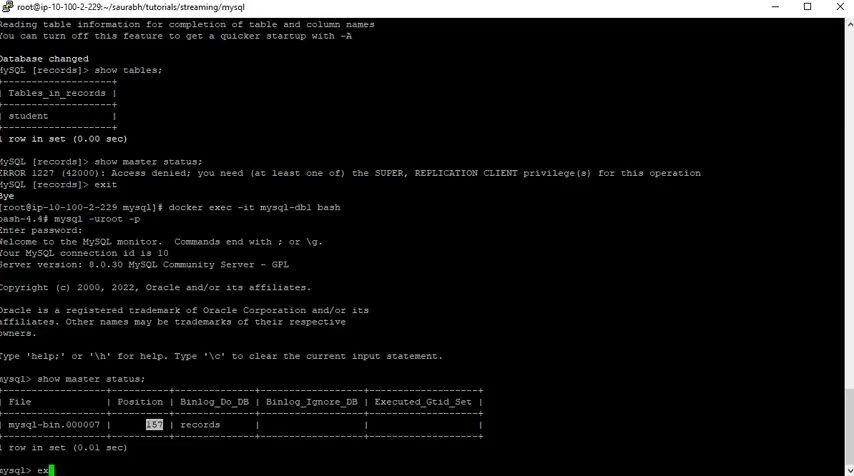 root@ip-10-100-2-229:~/saurabh/tutorials/streaming/mysql
Reading table information for completion of table and column names
You can turn off this feature to get a quicker startup with -A
Database changed
MySQL [records]> show tables;
+-------------------+
| Tables_in_records |
+-------------------+
| student           |
+-------------------+
1 row in set (0.00 sec)
MySQL [records]> show master status;
ERROR 1227 (42000): Access denied; you need (at least one of) the SUPER, REPLICATION CLIENT privilege(s) for this operation
MySQL [records]> exit
Bye
[root@ip-10-100-2-229 mysql]# docker exec -it mysql-db1 bash
bash-4.4# mysql -uroot -p
Enter password:
Welcome to the MySQL monitor.  Commands end with ; or \g.
Your MySQL connection id is 10
Server version: 8.0.30 MySQL Community Server - GPL
Copyright (c) 2000, 2022, Oracle and/or its affiliates.
Oracle is a registered trademark of Oracle Corporation and/or its
affiliates. Other names may be trademarks of their respective
owners.
Type 'help;' or '\h' for help. Type '\c' to clear the current input statement.
mysql> show master status;
+------------------+----------+--------------+------------------+-------------------+
| File             | Position | Binlog_Do_DB | Binlog_Ignore_DB | Executed_Gtid_Set |
+------------------+----------+--------------+------------------+-------------------+
| mysql-bin.000007 |      157 | records      |                  |                   |
+------------------+----------+--------------+------------------+-------------------+
1 row in set (0.01 sec)
mysql> ex